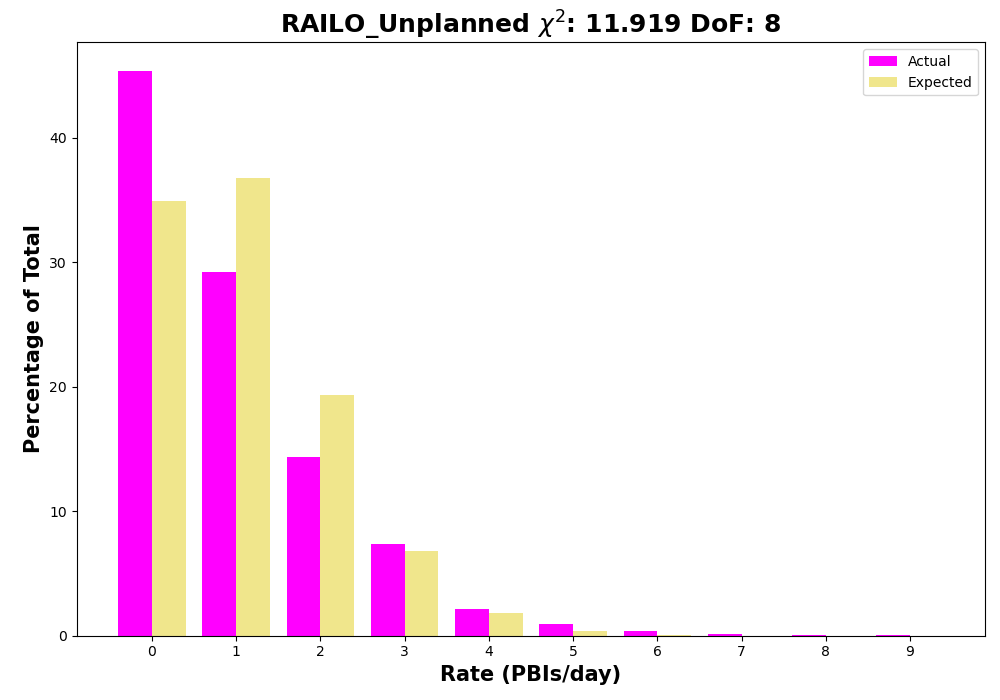 RAILO_Unplanned χ²: 11.919 DoF: 8
Actual
Expected
Percentage of Total
40
30
20
10
0
0 1 2 3 4 5 6 7 8 9
Rate (PBIs/day)